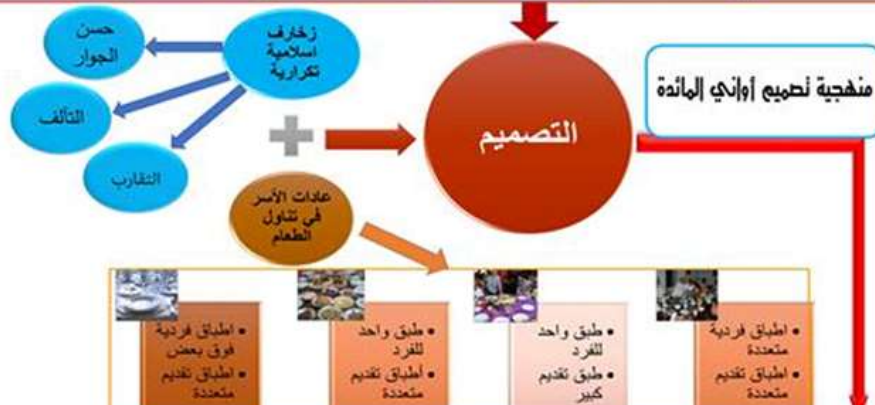 منهجية تصميم أواني المائدة
التصميم
زخارف
اسلامية
تكرارية
حسن
الجوار
التألف
التقارب
عادات الأسر
في تناول
الطعام
• اطباق فردية
متعددة
• اطباق تقديم
متعددة
• طبق واحد
للفرد
• طبق تقديم
كبير
• طبق واحد
للفرد
• أطباق تقديم
متعددة
• اطباق فردية
فوق بعض
• اطباق تقديم
متعددة